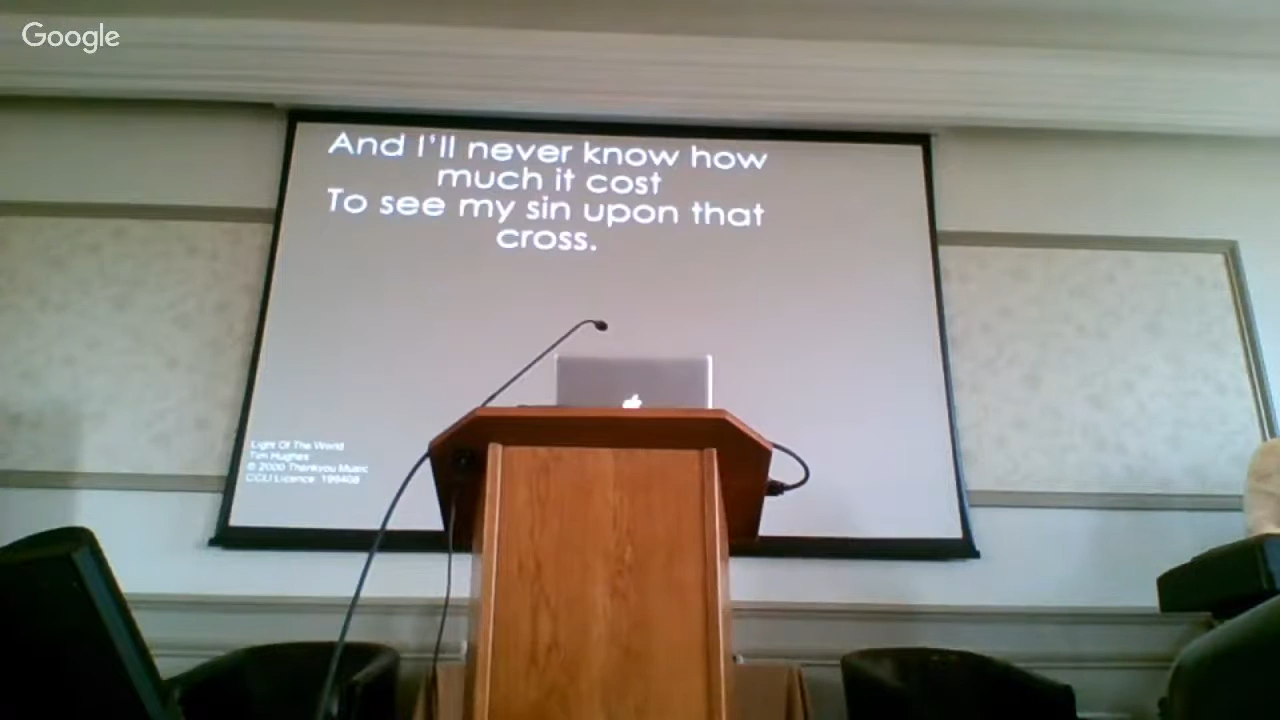 Google
And I'll never know how
much it cost
To see my sin upon that
cross.
Light Of The World
Tim Hughes
© 2000 Thankyou Music
CCLI Licence: 199408